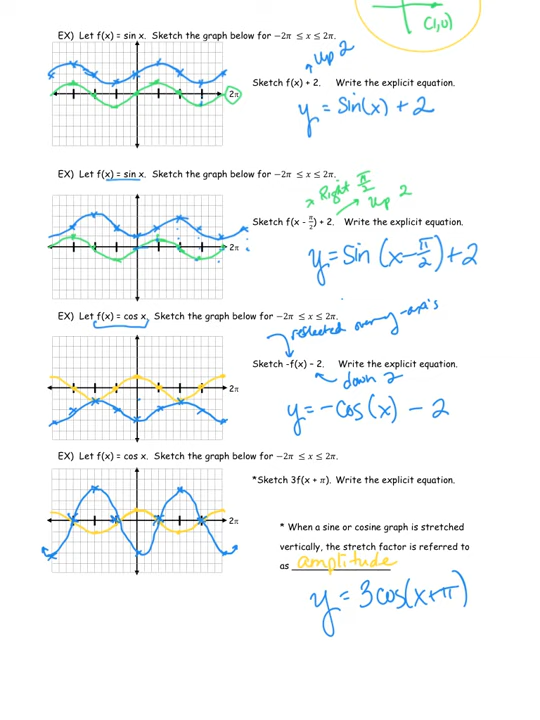 (1,0)
EX) Let f(x) = sin x. Sketch the graph below for −2π ≤ x ≤ 2π.
up 2
Sketch f(x) + 2. Write the explicit equation.
2π
y = sin(x) + 2
EX) Let f(x) = sin x. Sketch the graph below for −2π ≤ x ≤ 2π.
Right π/2
up 2
Sketch f(x - π/2) + 2. Write the explicit equation.
2π
y = sin (x - π/2) + 2
EX) Let f(x) = cos x. Sketch the graph below for −2π ≤ x ≤ 2π.
reflected over -axis
Sketch -f(x) – 2. Write the explicit equation.
down 2
2π
y = -cos(x) - 2
EX) Let f(x) = cos x. Sketch the graph below for −2π ≤ x ≤ 2π.
*Sketch 3f(x + π). Write the explicit equation.
2π
* When a sine or cosine graph is stretched
vertically, the stretch factor is referred to
as amplitude
y = 3cos(x+π)